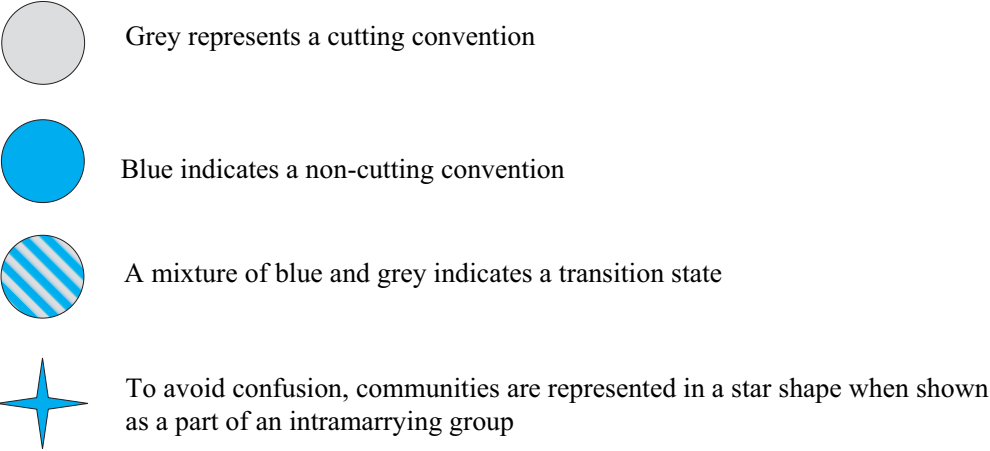 Grey represents a cutting convention
Blue indicates a non-cutting convention
A mixture of blue and grey indicates a transition state
To avoid confusion, communities are represented in a star shape when shown
as a part of an intramarrying group